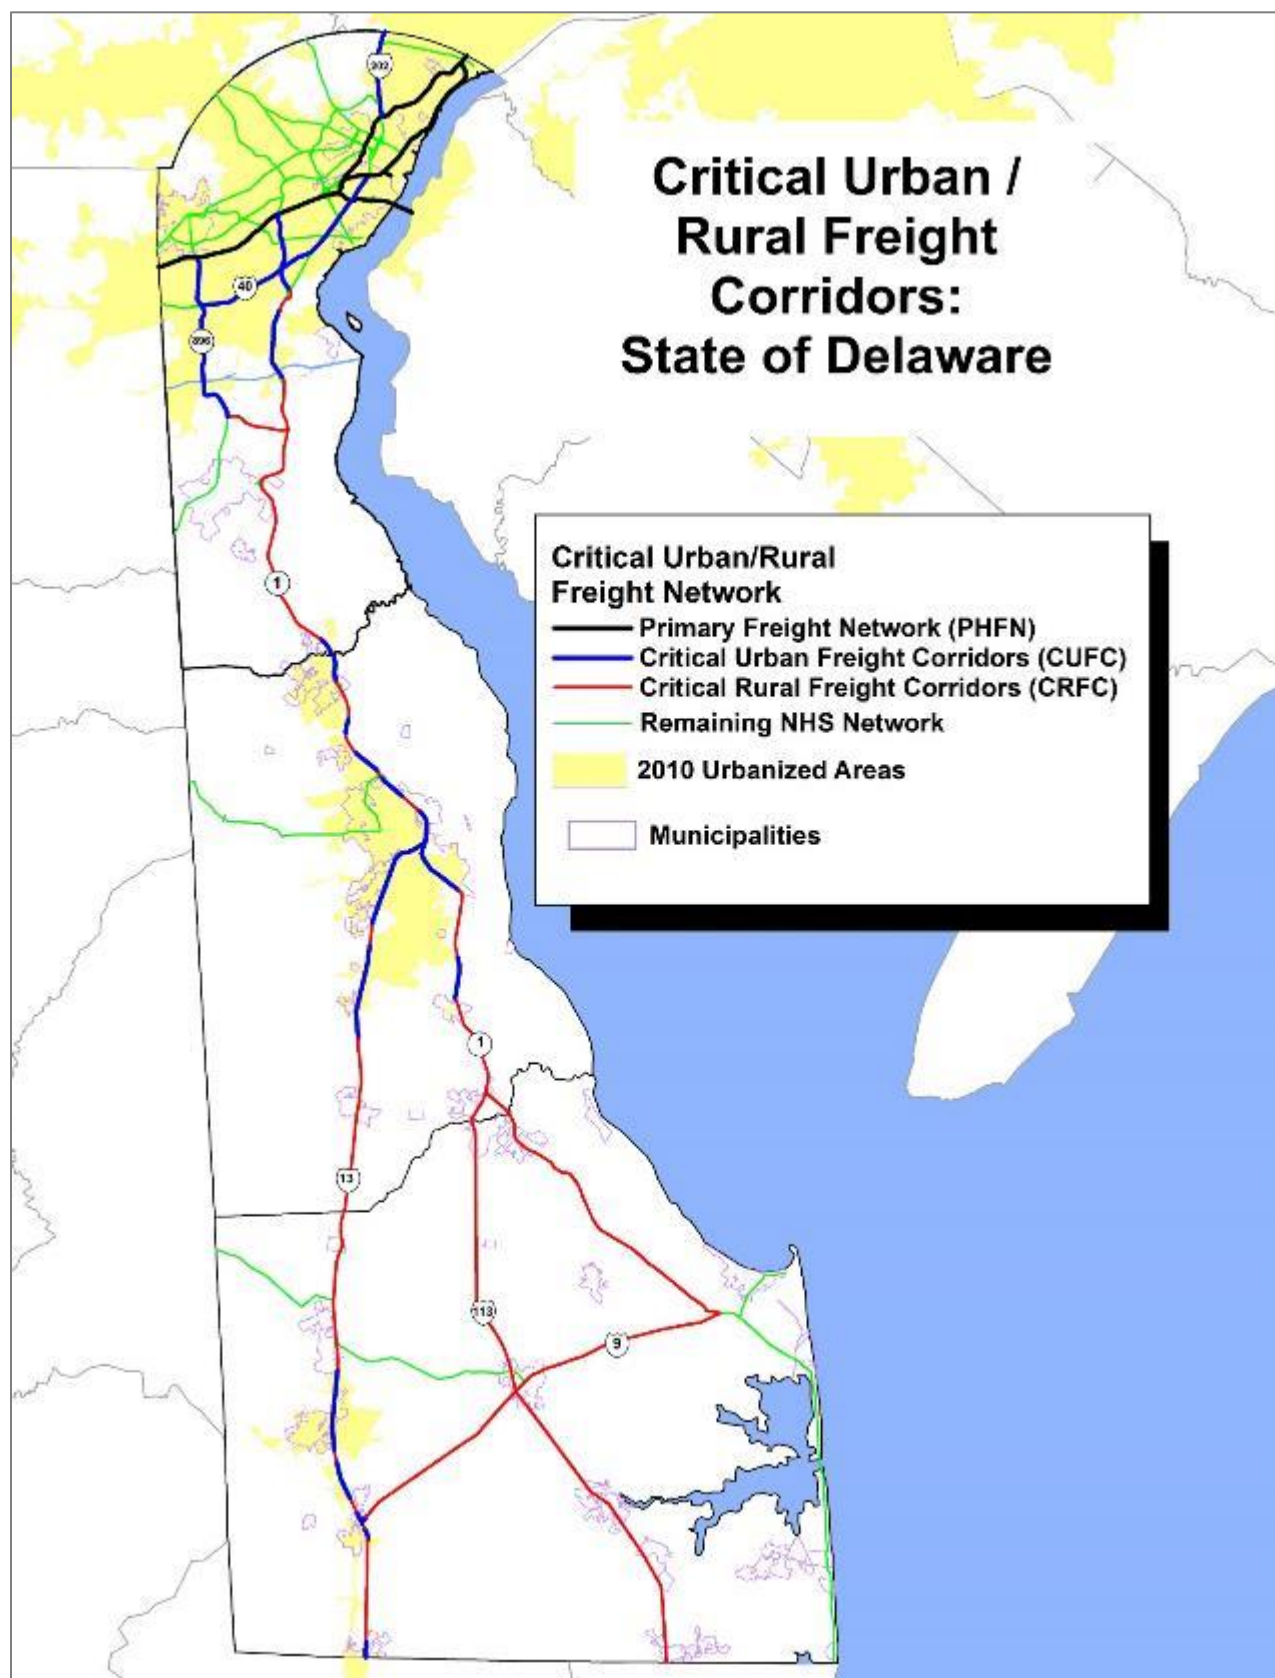 Critical Urban /
Rural Freight
Corridors:
State of Delaware
202
40
896
1
Critical Urban/Rural
Freight Network
Primary Freight Network (PHFN)
Critical Urban Freight Corridors (CUFC)
Critical Rural Freight Corridors (CRFC)
Remaining NHS Network
2010 Urbanized Areas
Municipalities
1
13
113
9